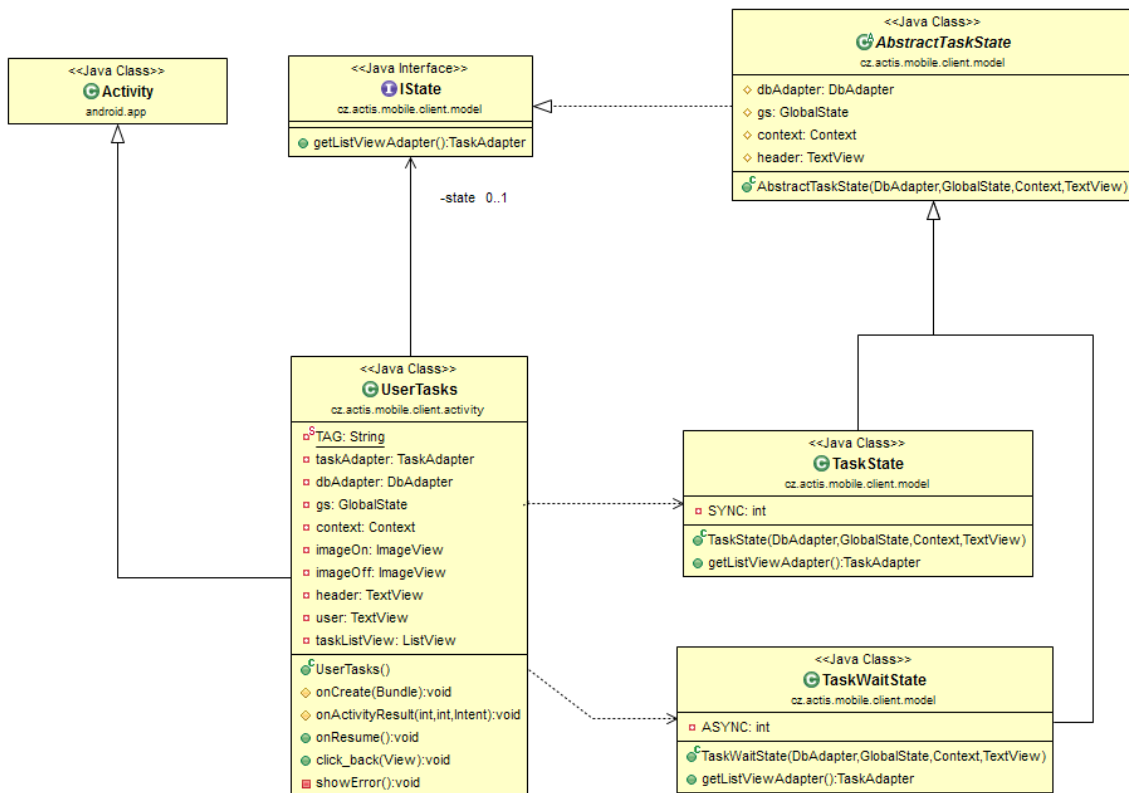 <<Java Class>>
Activity
android.app
<<Java Interface>>
IState
cz.actis.mobile.client.model
getListViewAdapter():TaskAdapter
<<Java Class>>
AbstractTaskState
cz.actis.mobile.client.model
dbAdapter: DbAdapter
gs: GlobalState
context: Context
header: TextView
AbstractTaskState(DbAdapter,GlobalState,Context,TextView)
-state 0..1
<<Java Class>>
UserTasks
cz.actis.mobile.client.activity
TAG: String
taskAdapter: TaskAdapter
dbAdapter: DbAdapter
gs: GlobalState
context: Context
imageOn: ImageView
imageOff: ImageView
header: TextView
user: TextView
taskListView: ListView
UserTasks()
onCreate(Bundle):void
onActivityResult(int,int,Intent):void
onResume():void
click_back(View):void
showError():void
<<Java Class>>
TaskState
cz.actis.mobile.client.model
SYNC: int
TaskState(DbAdapter,GlobalState,Context,TextView)
getListViewAdapter():TaskAdapter
<<Java Class>>
TaskWaitState
cz.actis.mobile.client.model
ASYNC: int
TaskWaitState(DbAdapter,GlobalState,Context,TextView)
getListViewAdapter():TaskAdapter